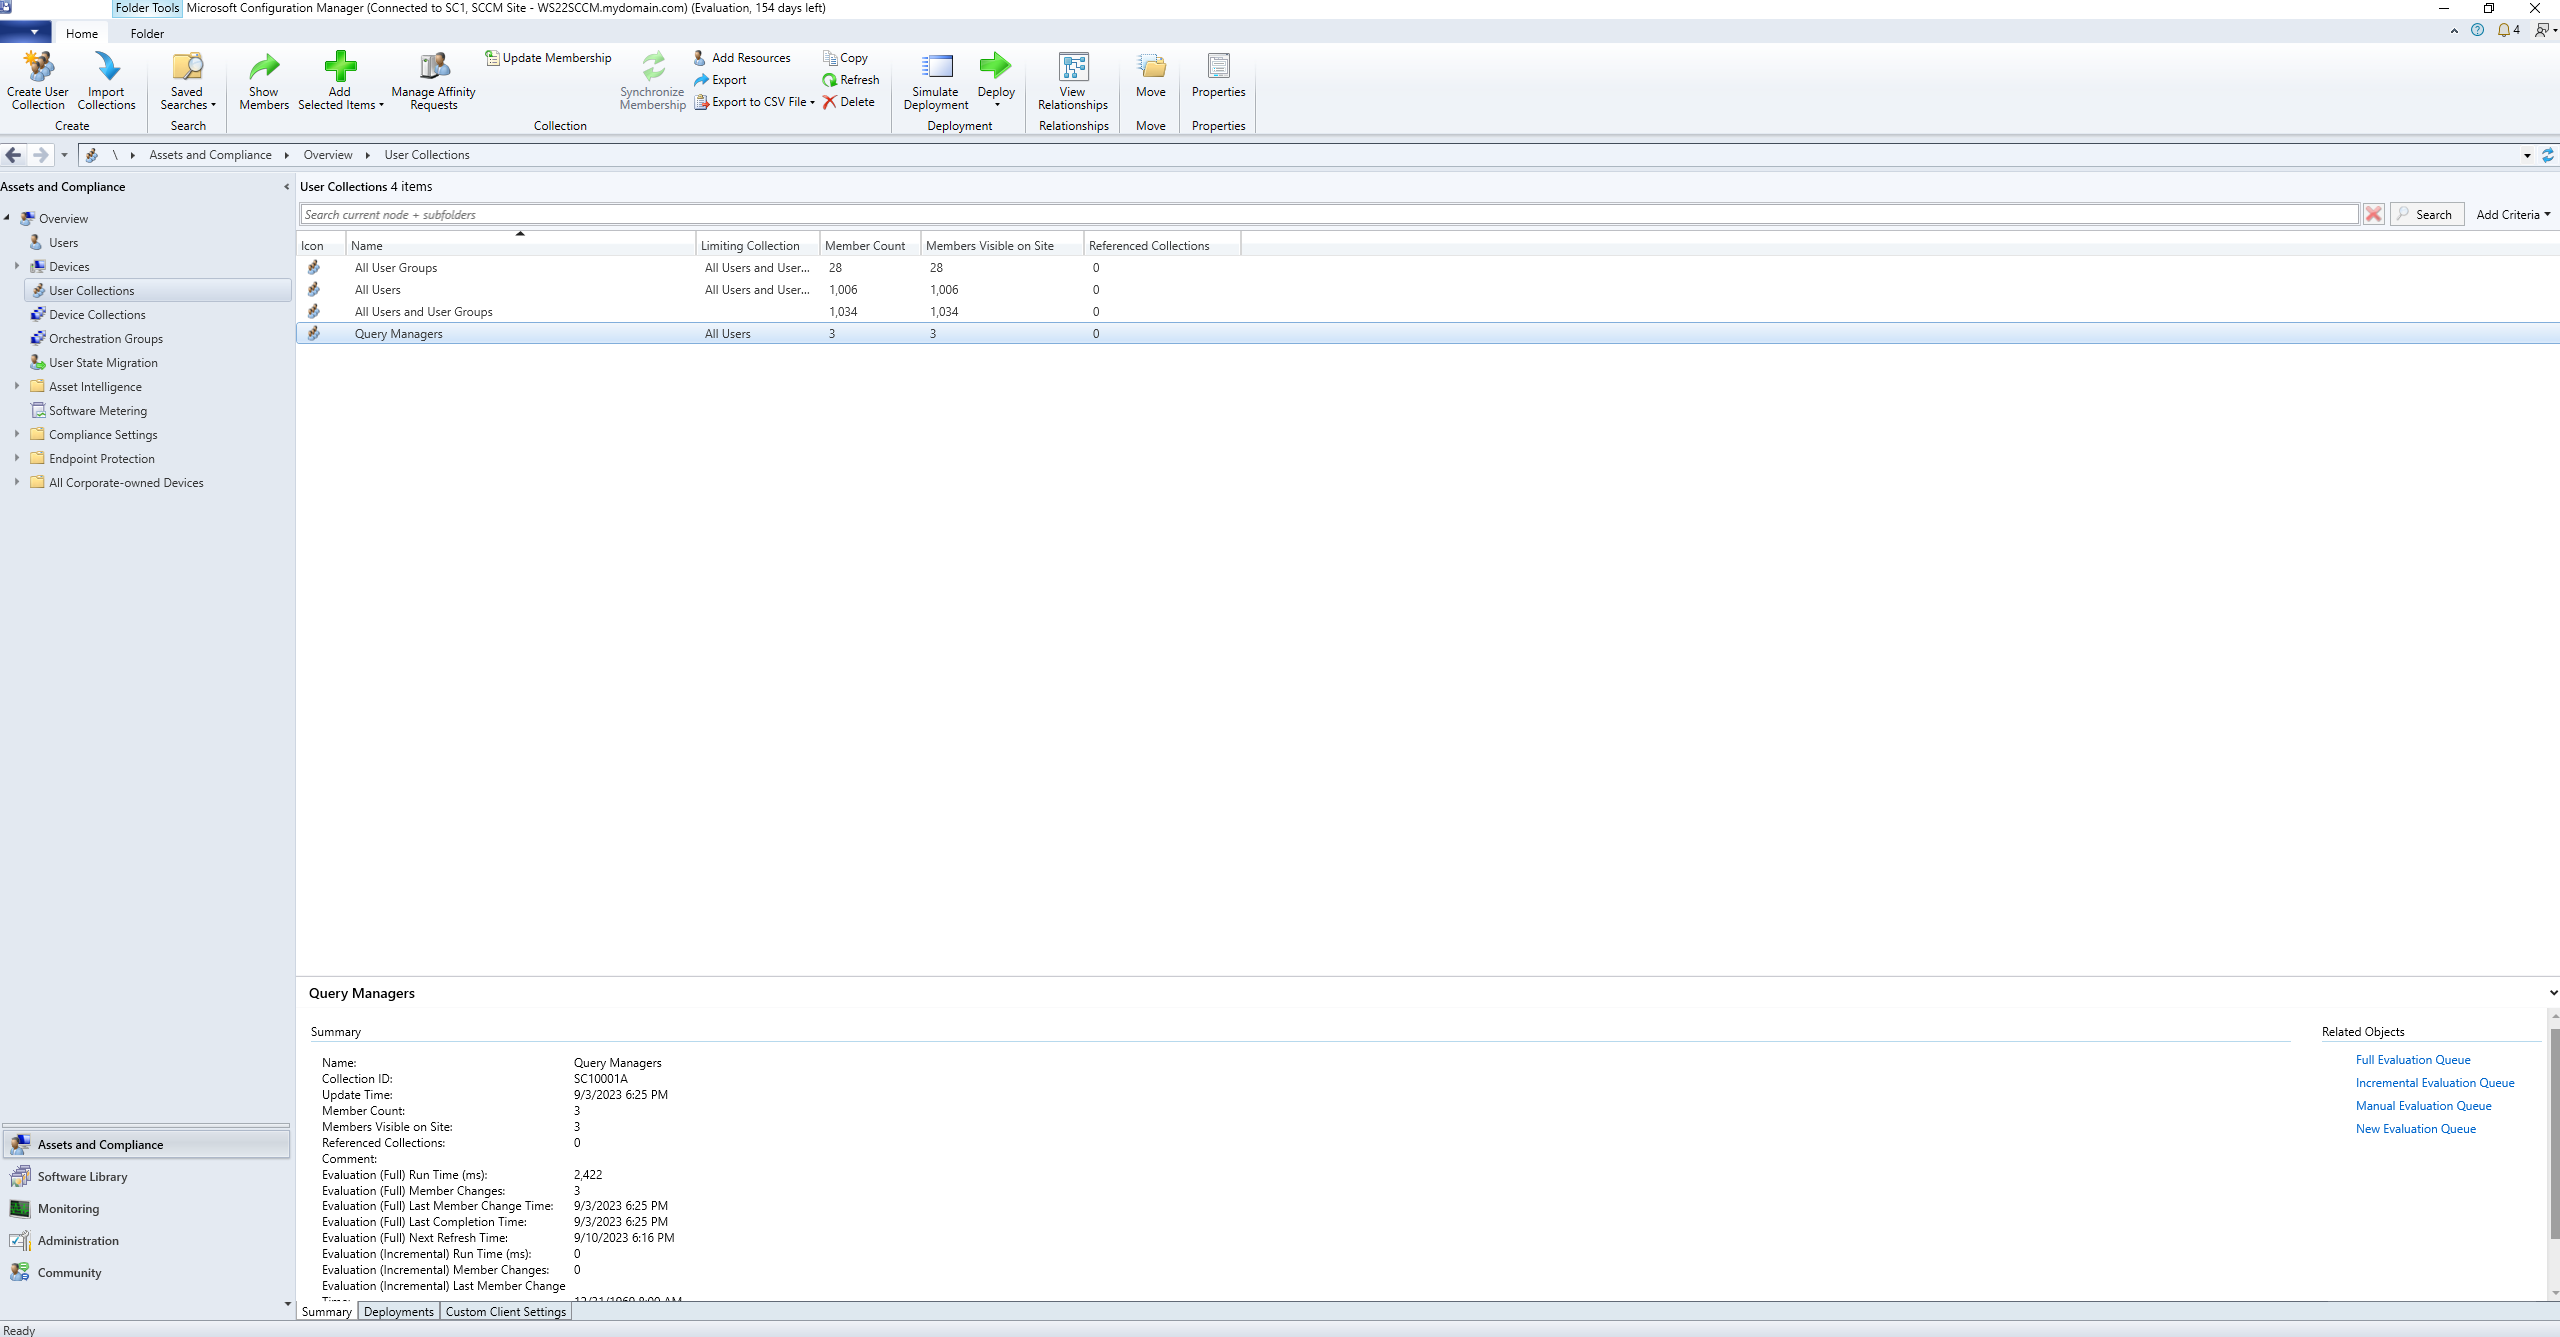 Folder Tools Microsoft Configuration Manager (Connected to SC1, SCCM Site - WS22SCCM.mydomain.com) (Evaluation, 154 days left)
Home Folder
4
Create User Collection
Import Collections
Create
Saved Searches
Search
Show Members
Add Selected Items
Manage Affinity Requests
Update Membership
Synchronize Membership
Add Resources
Export
Export to CSV File
Copy
Refresh
Delete
Collection
Simulate Deployment
Deploy
Deployment
View Relationships
Relationships
Move
Move
Properties
Properties
\ Assets and Compliance Overview User Collections
Assets and Compliance
Overview
Users
Devices
User Collections
Device Collections
Orchestration Groups
User State Migration
Asset Intelligence
Software Metering
Compliance Settings
Endpoint Protection
All Corporate-owned Devices
Assets and Compliance
Software Library
Monitoring
Administration
Community
User Collections 4 items
Search current node + subfolders
Search Add Criteria
Icon Name Limiting Collection Member Count Members Visible on Site Referenced Collections
All User Groups All Users and User... 28 28 0
All Users All Users and User... 1,006 1,006 0
All Users and User Groups 1,034 1,034 0
Query Managers All Users 3 3 0
Query Managers
Summary
Name: Query Managers
Collection ID: SC10001A
Update Time: 9/3/2023 6:25 PM
Member Count: 3
Members Visible on Site: 3
Referenced Collections: 0
Comment:
Evaluation (Full) Run Time (ms): 2,422
Evaluation (Full) Member Changes: 3
Evaluation (Full) Last Member Change Time: 9/3/2023 6:25 PM
Evaluation (Full) Last Completion Time: 9/3/2023 6:25 PM
Evaluation (Full) Next Refresh Time: 9/10/2023 6:16 PM
Evaluation (Incremental) Run Time (ms): 0
Evaluation (Incremental) Member Changes: 0
Evaluation (Incremental) Last Member Change
Time:
Related Objects
Full Evaluation Queue
Incremental Evaluation Queue
Manual Evaluation Queue
New Evaluation Queue
Summary Deployments Custom Client Settings
Ready